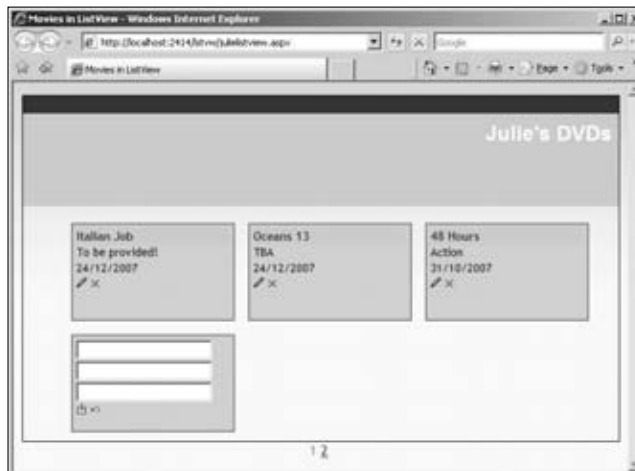 Movies in ListView - Windows Internet Explorer
http://localhost:2414/lstvw/julielistview.aspx
Google
Movies in ListView
Page
Tools
Julie's DVDs
Italian Job
To be provided!
24/12/2007
Oceans 13
TBA
24/12/2007
48 Hours
Action
31/10/2007
1 2